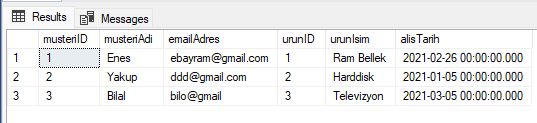 Results Messages
musteriID musteriAdi emailAdres urunID urunIsim alisTarih
1 1 Enes ebayram@gmail.com 1 Ram Bellek 2021-02-26 00:00:00.000
2 2 Yakup ddd@gmail.com 2 Harddisk 2021-01-05 00:00:00.000
3 3 Bilal bilo@gmail 3 Televizyon 2021-03-05 00:00:00.000